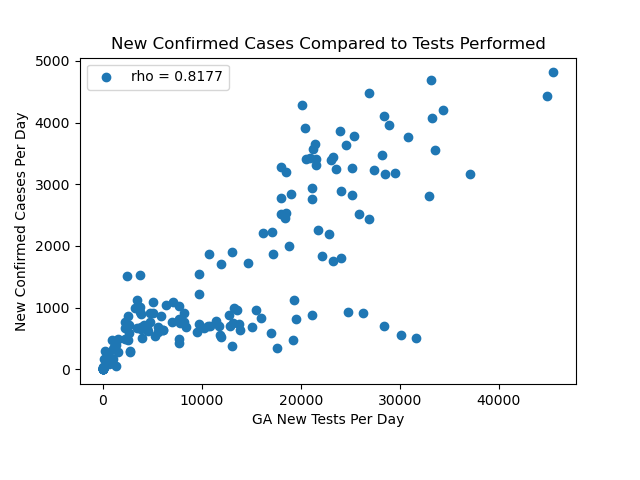 New Confirmed Cases Compared to Tests Performed
rho = 0.8177
5000
4000
3000
2000
1000
0
New Confirmed Caeses Per Day
0 10000 20000 30000 40000
GA New Tests Per Day